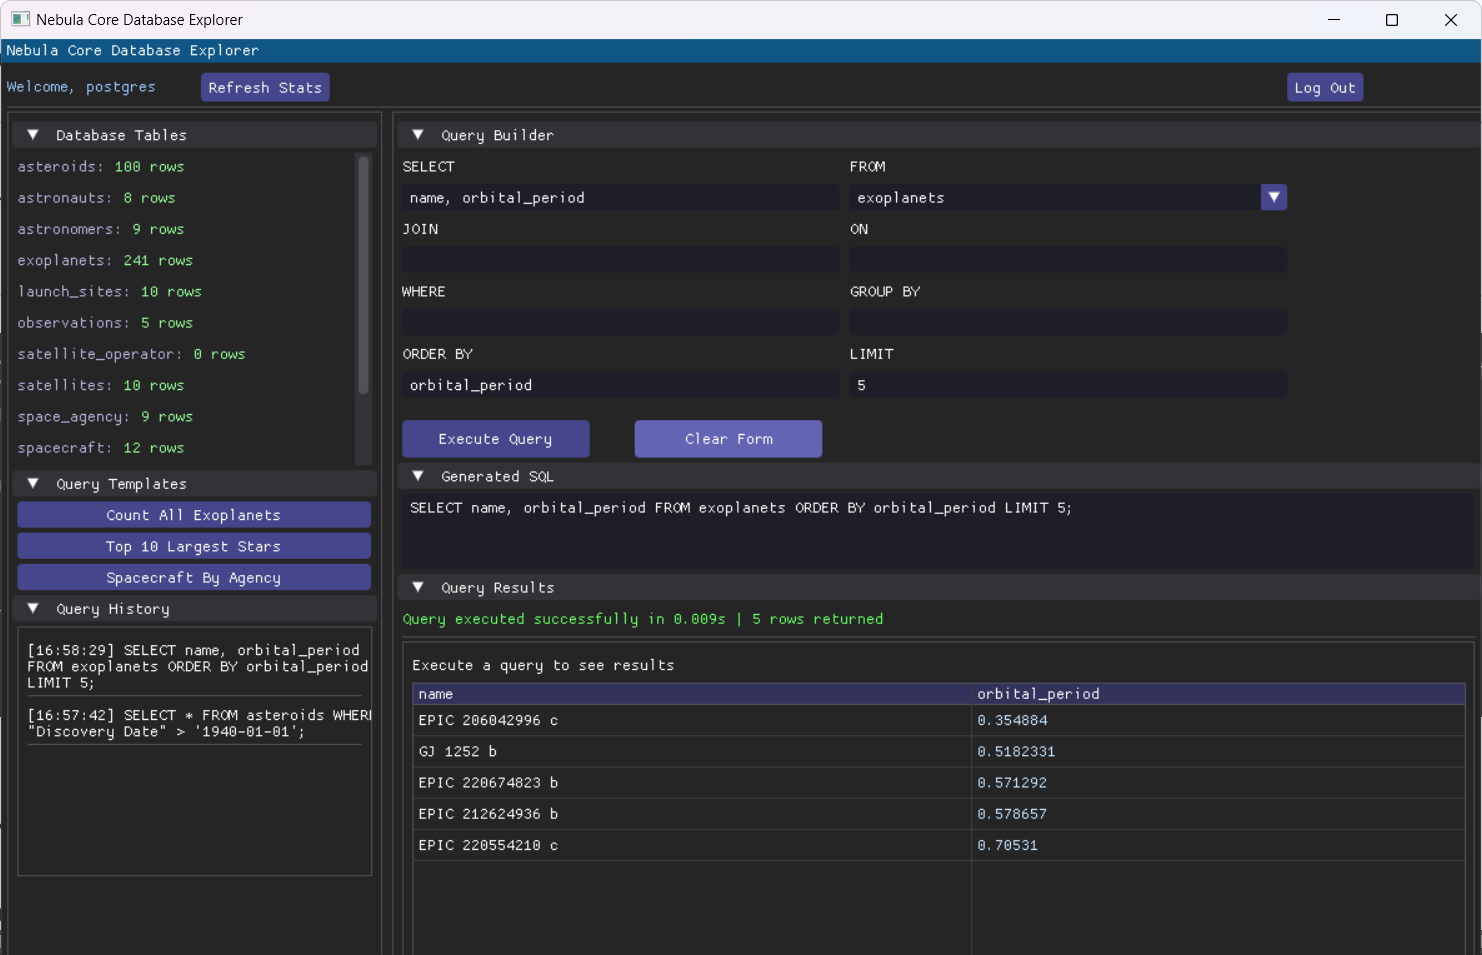 Nebula Core Database Explorer
Nebula Core Database Explorer
Welcome, postgres
Refresh Stats
Log Out
Database Tables
asteroids: 100 rows
astronauts: 8 rows
astronomers: 9 rows
exoplanets: 241 rows
launch_sites: 10 rows
observations: 5 rows
satellite_operator: 0 rows
satellites: 10 rows
space_agency: 9 rows
spacecraft: 12 rows
Query Templates
Count All Exoplanets
Top 10 Largest Stars
Spacecraft By Agency
Query History
[16:58:29] SELECT name, orbital_period
FROM exoplanets ORDER BY orbital_period
LIMIT 5;
[16:57:42] SELECT * FROM asteroids WHERE
"Discovery Date" > '1940-01-01';
Query Builder
SELECT
FROM
name, orbital_period
exoplanets
JOIN
ON
WHERE
GROUP BY
ORDER BY
LIMIT
orbital_period
5
Execute Query
Clear Form
Generated SQL
SELECT name, orbital_period FROM exoplanets ORDER BY orbital_period LIMIT 5;
Query Results
Query executed successfully in 0.009s | 5 rows returned
Execute a query to see results
name orbital_period
EPIC 206042996 c 0.354884
GJ 1252 b 0.5182331
EPIC 220674823 b 0.571292
EPIC 212624936 b 0.578657
EPIC 220554210 c 0.70531